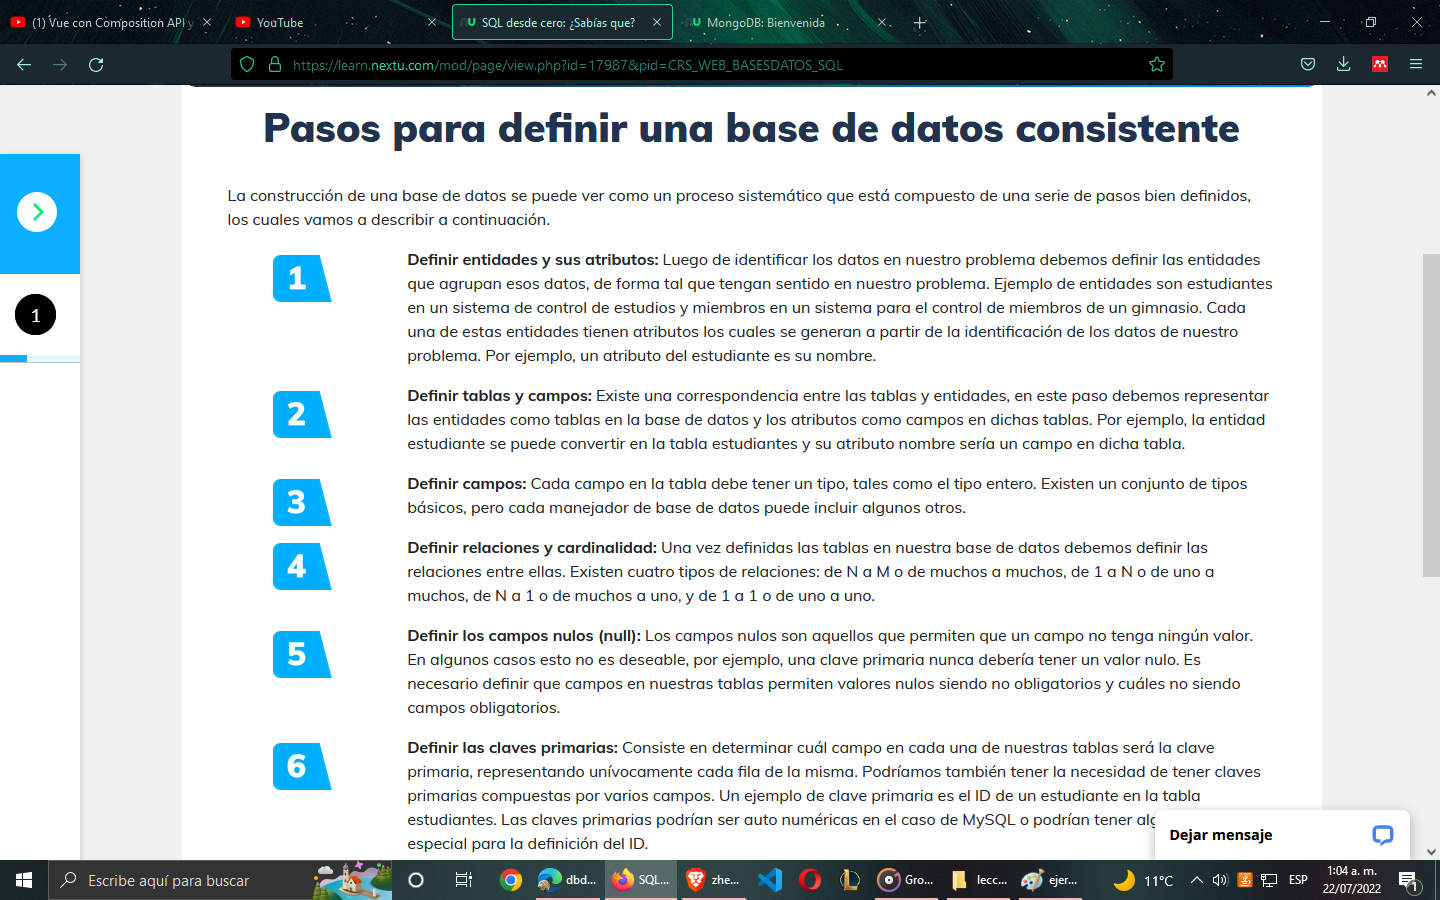 (1) Vue con Composition API y
YouTube
SQL desde cero: ¿Sabías que?
MongoDB: Bienvenida
https://learn.nextu.com/mod/page/view.php?id=17987&pid=CRS_WEB_BASESDATOS_SQL
Pasos para definir una base de datos consistente
La construcción de una base de datos se puede ver como un proceso sistemático que está compuesto de una serie de pasos bien definidos,
los cuales vamos a describir a continuación.
1
1
Definir entidades y sus atributos: Luego de identificar los datos en nuestro problema debemos definir las entidades
que agrupan esos datos, de forma tal que tengan sentido en nuestro problema. Ejemplo de entidades son estudiantes
en un sistema de control de estudios y miembros en un sistema para el control de miembros de un gimnasio. Cada
una de estas entidades tienen atributos los cuales se generan a partir de la identificación de los datos de nuestro
problema. Por ejemplo, un atributo del estudiante es su nombre.
2
Definir tablas y campos: Existe una correspondencia entre las tablas y entidades, en este paso debemos representar
las entidades como tablas en la base de datos y los atributos como campos en dichas tablas. Por ejemplo, la entidad
estudiante se puede convertir en la tabla estudiantes y su atributo nombre sería un campo en dicha tabla.
3
Definir campos: Cada campo en la tabla debe tener un tipo, tales como el tipo entero. Existen un conjunto de tipos
básicos, pero cada manejador de base de datos puede incluir algunos otros.
4
Definir relaciones y cardinalidad: Una vez definidas las tablas en nuestra base de datos debemos definir las
relaciones entre ellas. Existen cuatro tipos de relaciones: de N a M o de muchos a muchos, de 1 a N o de uno a
muchos, de N a 1 o de muchos a uno, y de 1 a 1 o de uno a uno.
5
Definir los campos nulos (null): Los campos nulos son aquellos que permiten que un campo no tenga ningún valor.
En algunos casos esto no es deseable, por ejemplo, una clave primaria nunca debería tener un valor nulo. Es
necesario definir que campos en nuestras tablas permiten valores nulos siendo no obligatorios y cuáles no siendo
campos obligatorios.
6
Definir las claves primarias: Consiste en determinar cuál campo en cada una de nuestras tablas será la clave
primaria, representando unívocamente cada fila de la misma. Podríamos también tener la necesidad de tener claves
primarias compuestas por varios campos. Un ejemplo de clave primaria es el ID de un estudiante en la tabla
estudiantes. Las claves primarias podrían ser auto numéricas en el caso de MySQL o podrían tener alg
especial para la definición del ID.
Dejar mensaje
Escribe aquí para buscar
dbd...
SQL...
zhe...
Gro...
lecc...
ejer...
11°C
ESP
1:04 a. m.
22/07/2022
1